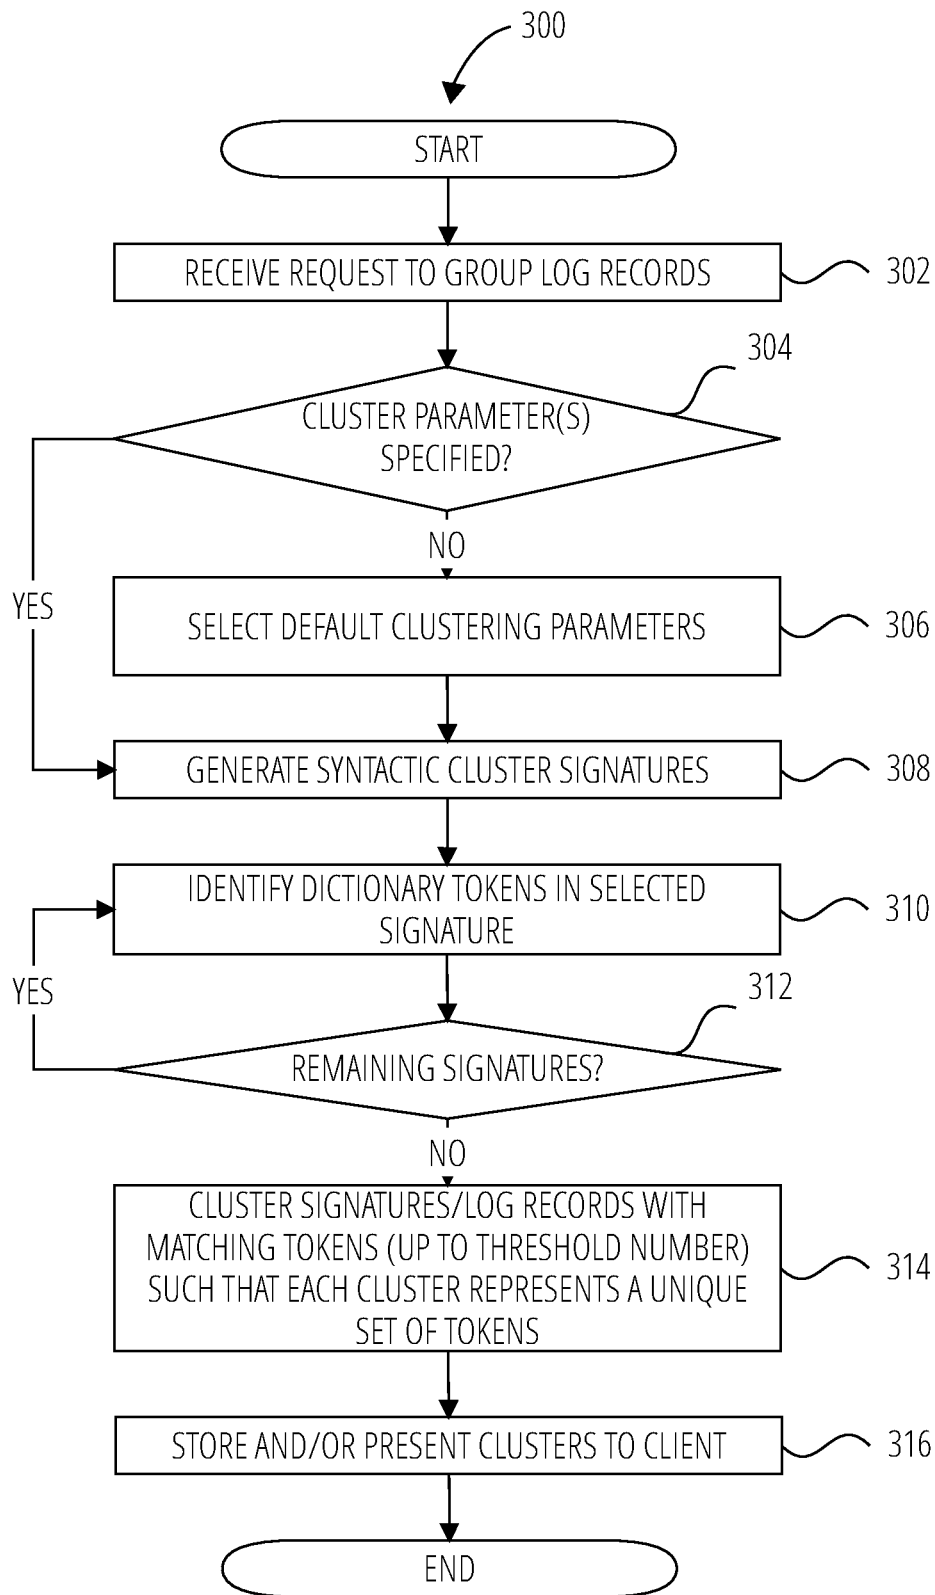 300
START
RECEIVE REQUEST TO GROUP LOG RECORDS
302
304
CLUSTER PARAMETER(S)
SPECIFIED?
NO
YES
SELECT DEFAULT CLUSTERING PARAMETERS
306
GENERATE SYNTACTIC CLUSTER SIGNATURES
308
IDENTIFY DICTIONARY TOKENS IN SELECTED
SIGNATURE
310
YES
312
REMAINING SIGNATURES?
NO
CLUSTER SIGNATURES/LOG RECORDS WITH
MATCHING TOKENS (UP TO THRESHOLD NUMBER)
SUCH THAT EACH CLUSTER REPRESENTS A UNIQUE
SET OF TOKENS
314
STORE AND/OR PRESENT CLUSTERS TO CLIENT
316
END